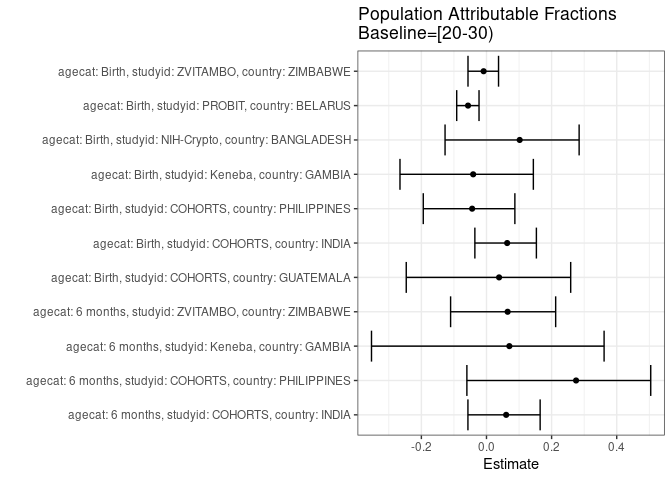 Population Attributable Fractions
Baseline=[20-30)
agecat: Birth, studyid: ZVITAMBO, country: ZIMBABWE
agecat: Birth, studyid: PROBIT, country: BELARUS
agecat: Birth, studyid: NIH-Crypto, country: BANGLADESH
agecat: Birth, studyid: Keneba, country: GAMBIA
agecat: Birth, studyid: COHORTS, country: PHILIPPINES
agecat: Birth, studyid: COHORTS, country: INDIA
agecat: Birth, studyid: COHORTS, country: GUATEMALA
agecat: 6 months, studyid: ZVITAMBO, country: ZIMBABWE
agecat: 6 months, studyid: Keneba, country: GAMBIA
agecat: 6 months, studyid: COHORTS, country: PHILIPPINES
agecat: 6 months, studyid: COHORTS, country: INDIA
-0.2 0.0 0.2 0.4
Estimate